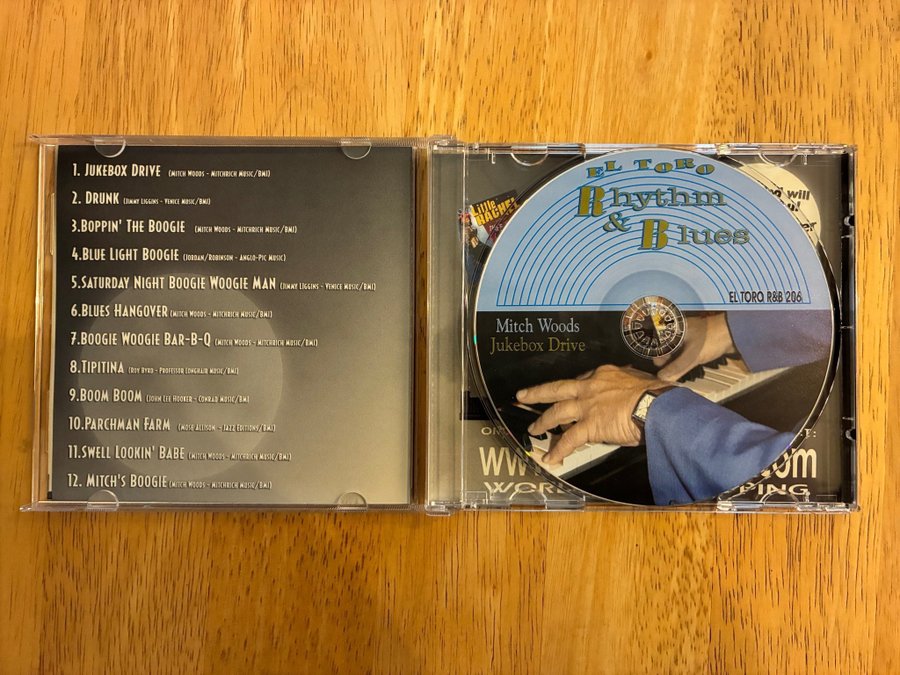 1. JUKEBOX DRIVE (MITCH WOODS - MITCHRICH MUSIC/BMI)
2. DRUNK (JIMMY LIGGINS - VENICE MUSIC/BMI)
3.BOPPIN' THE BOOGIE (MITCH WOODS - MITCHRICH MUSIC/BMI)
4.BLUE LIGHT BOOGIE (JORDAN/ROBINSON - ANGLO-PIC MUSIC)
5.SATURDAY NIGHT BOOGIE WOOGIE MAN (JIMMY LIGGINS - VENICE MUSIC/BMI)
6.BLUES HANGOVER (MITCH WOODS - MITCHRICH MUSIC/BMI)
7.BOOGIE WOOGIE BAR-B-Q (MITCH WOODS - MITCHRICH MUSIC/BMI)
8.TIPITINA (ROY BYRD - PROFESSOR LONGHAIR MUSIC/BMI)
9.BOOM BOOM (JOHN LEE HOOKER - CONRAD MUSIC/BMI
10.PARCHMAN FARM (MOSE ALLISON - JAZZ EDITIONS/BMI)
11.SWELL LOOKIN' BABE (MITCH WOODS - MITCHRICH MUSIC/BMI)
12. MITCH'S BOOGIE (MITCH WOODS - MITCHRICH MUSIC/BMI)
EL TORO
Rhythm
& Blues
EL TORO R&B 206
Mitch Woods
Jukebox Drive
Little
RACHEL
will